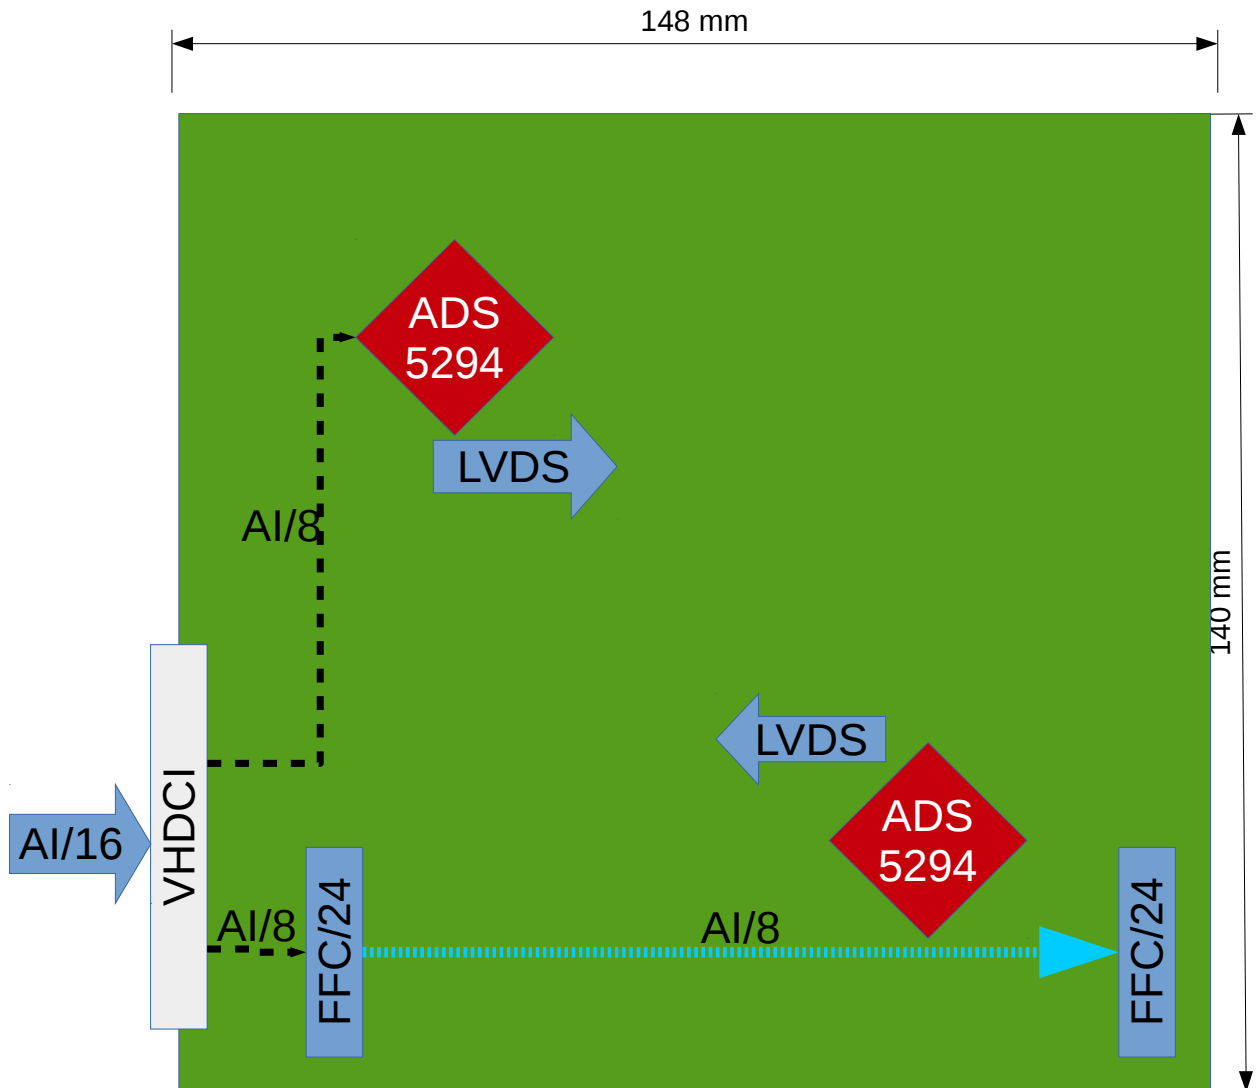 148 mm
ADS
5294
LVDS
AI/8
140 mm
LVDS
VHDCI
ADS
5294
AI/16
AI/8
FFC/24
AI/8
FFC/24